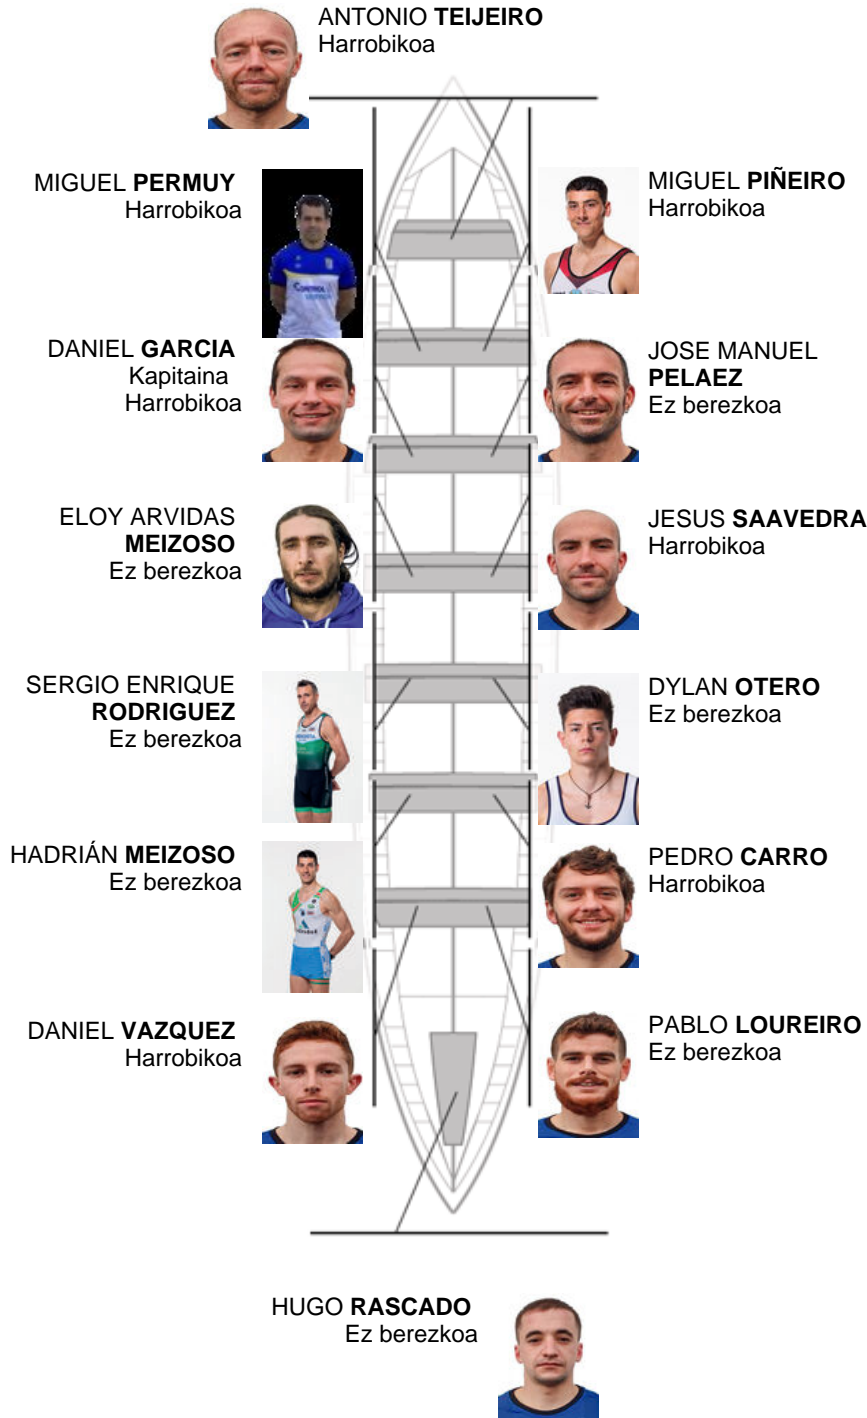 ANTONIO TEIJEIRO
Harrobikoa
MIGUEL PERMUY
Harrobikoa
MIGUEL PIÑEIRO
Harrobikoa
DANIEL GARCIA
Kapitaina
Harrobikoa
JOSE MANUEL
PELAEZ
Ez berezkoa
ELOY ARVIDAS
MEIZOSO
Ez berezkoa
JESUS SAAVEDRA
Harrobikoa
SERGIO ENRIQUE
RODRIGUEZ
Ez berezkoa
DYLAN OTERO
Ez berezkoa
HADRIÁN MEIZOSO
Ez berezkoa
PEDRO CARRO
Harrobikoa
DANIEL VAZQUEZ
Harrobikoa
PABLO LOUREIRO
Ez berezkoa
HUGO RASCADO
Ez berezkoa